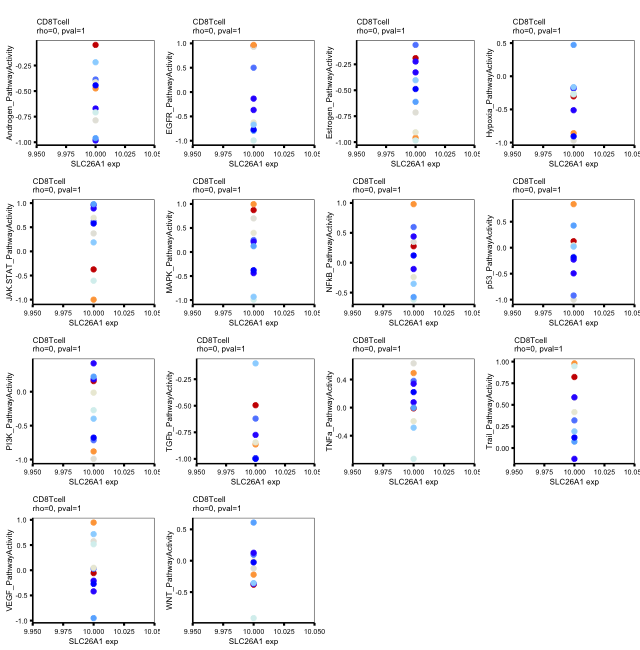 CD8Tcell
rho=0, pval=1
Androgen_PathwayActivity
-0.25
-0.50
-0.75
-1.00
9.950 9.975 10.000 10.025 10.05
SLC26A1 exp
CD8Tcell
rho=0, pval=1
EGFR_PathwayActivity
1.0
0.5
0.0
-0.5
-1.0
9.950 9.975 10.000 10.025 10.05
SLC26A1 exp
CD8Tcell
rho=0, pval=1
Estrogen_PathwayActivity
-0.25
-0.50
-0.75
-1.00
9.950 9.975 10.000 10.025 10.05
SLC26A1 exp
CD8Tcell
rho=0, pval=1
Hypoxia_PathwayActivity
0.5
0.0
-0.5
-1.0
9.950 9.975 10.000 10.025 10.05
SLC26A1 exp
CD8Tcell
rho=0, pval=1
JAK.STAT_PathwayActivity
1.0
0.5
0.0
-0.5
-1.0
9.950 9.975 10.000 10.025 10.05
SLC26A1 exp
CD8Tcell
rho=0, pval=1
MAPK_PathwayActivity
1.0
0.5
0.0
-0.5
-1.0
9.950 9.975 10.000 10.025 10.05
SLC26A1 exp
CD8Tcell
rho=0, pval=1
NFkB_PathwayActivity
1.0
0.5
0.0
-0.5
9.950 9.975 10.000 10.025 10.05
SLC26A1 exp
CD8Tcell
rho=0, pval=1
p53_PathwayActivity
0.5
0.0
-0.5
-1.0
9.950 9.975 10.000 10.025 10.05
SLC26A1 exp
CD8Tcell
rho=0, pval=1
PI3K_PathwayActivity
0.0
-0.5
-1.0
9.950 9.975 10.000 10.025 10.05
SLC26A1 exp
CD8Tcell
rho=0, pval=1
TGFb_PathwayActivity
-0.25
-0.50
-0.75
-1.00
9.950 9.975 10.000 10.025 10.05
SLC26A1 exp
CD8Tcell
rho=0, pval=1
TNFa_PathwayActivity
0.4
0.0
-0.4
9.950 9.975 10.000 10.025 10.05
SLC26A1 exp
CD8Tcell
rho=0, pval=1
Trail_PathwayActivity
1.00
0.75
0.50
0.25
0.00
9.950 9.975 10.000 10.025 10.05
SLC26A1 exp
CD8Tcell
rho=0, pval=1
VEGF_PathwayActivity
1.0
0.5
0.0
-0.5
-1.0
9.950 9.975 10.000 10.025 10.05
SLC26A1 exp
CD8Tcell
rho=0, pval=1
WNT_PathwayActivity
0.5
0.0
-0.5
9.950 9.975 10.000 10.025 10.050
SLC26A1 exp